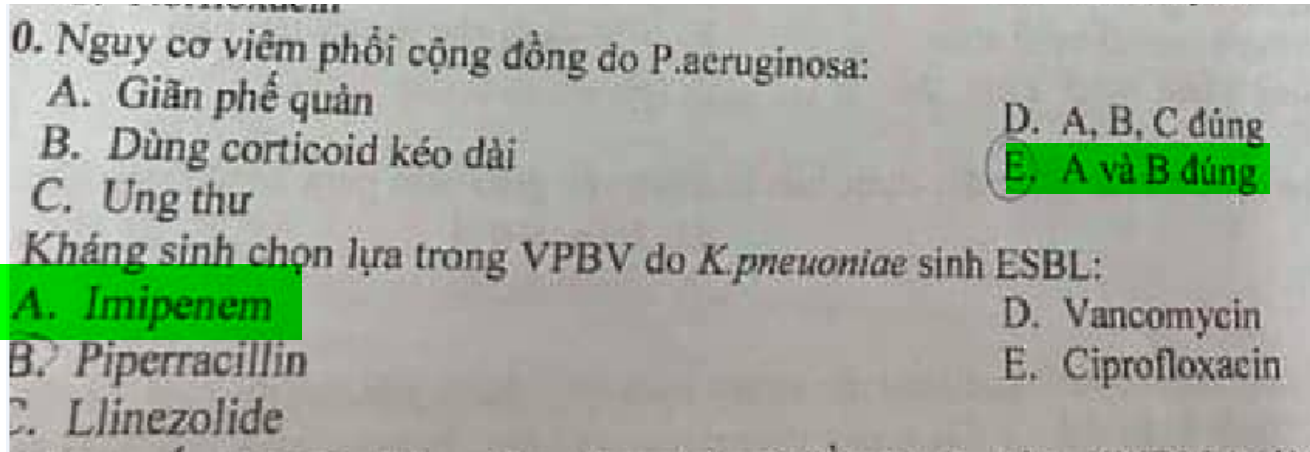 0. Nguy cơ viêm phổi cộng đồng do P.aeruginosa:
A. Giãn phế quản
B. Dùng corticoid kéo dài
C. Ung thư
D. A, B, C đúng
E. A và B đúng
Kháng sinh chọn lựa trong VPBV do K.pneuoniae sinh ESBL:
A. Imipenem
B. Piperracillin
C. Llinezolide
D. Vancomycin
E. Ciprofloxacin